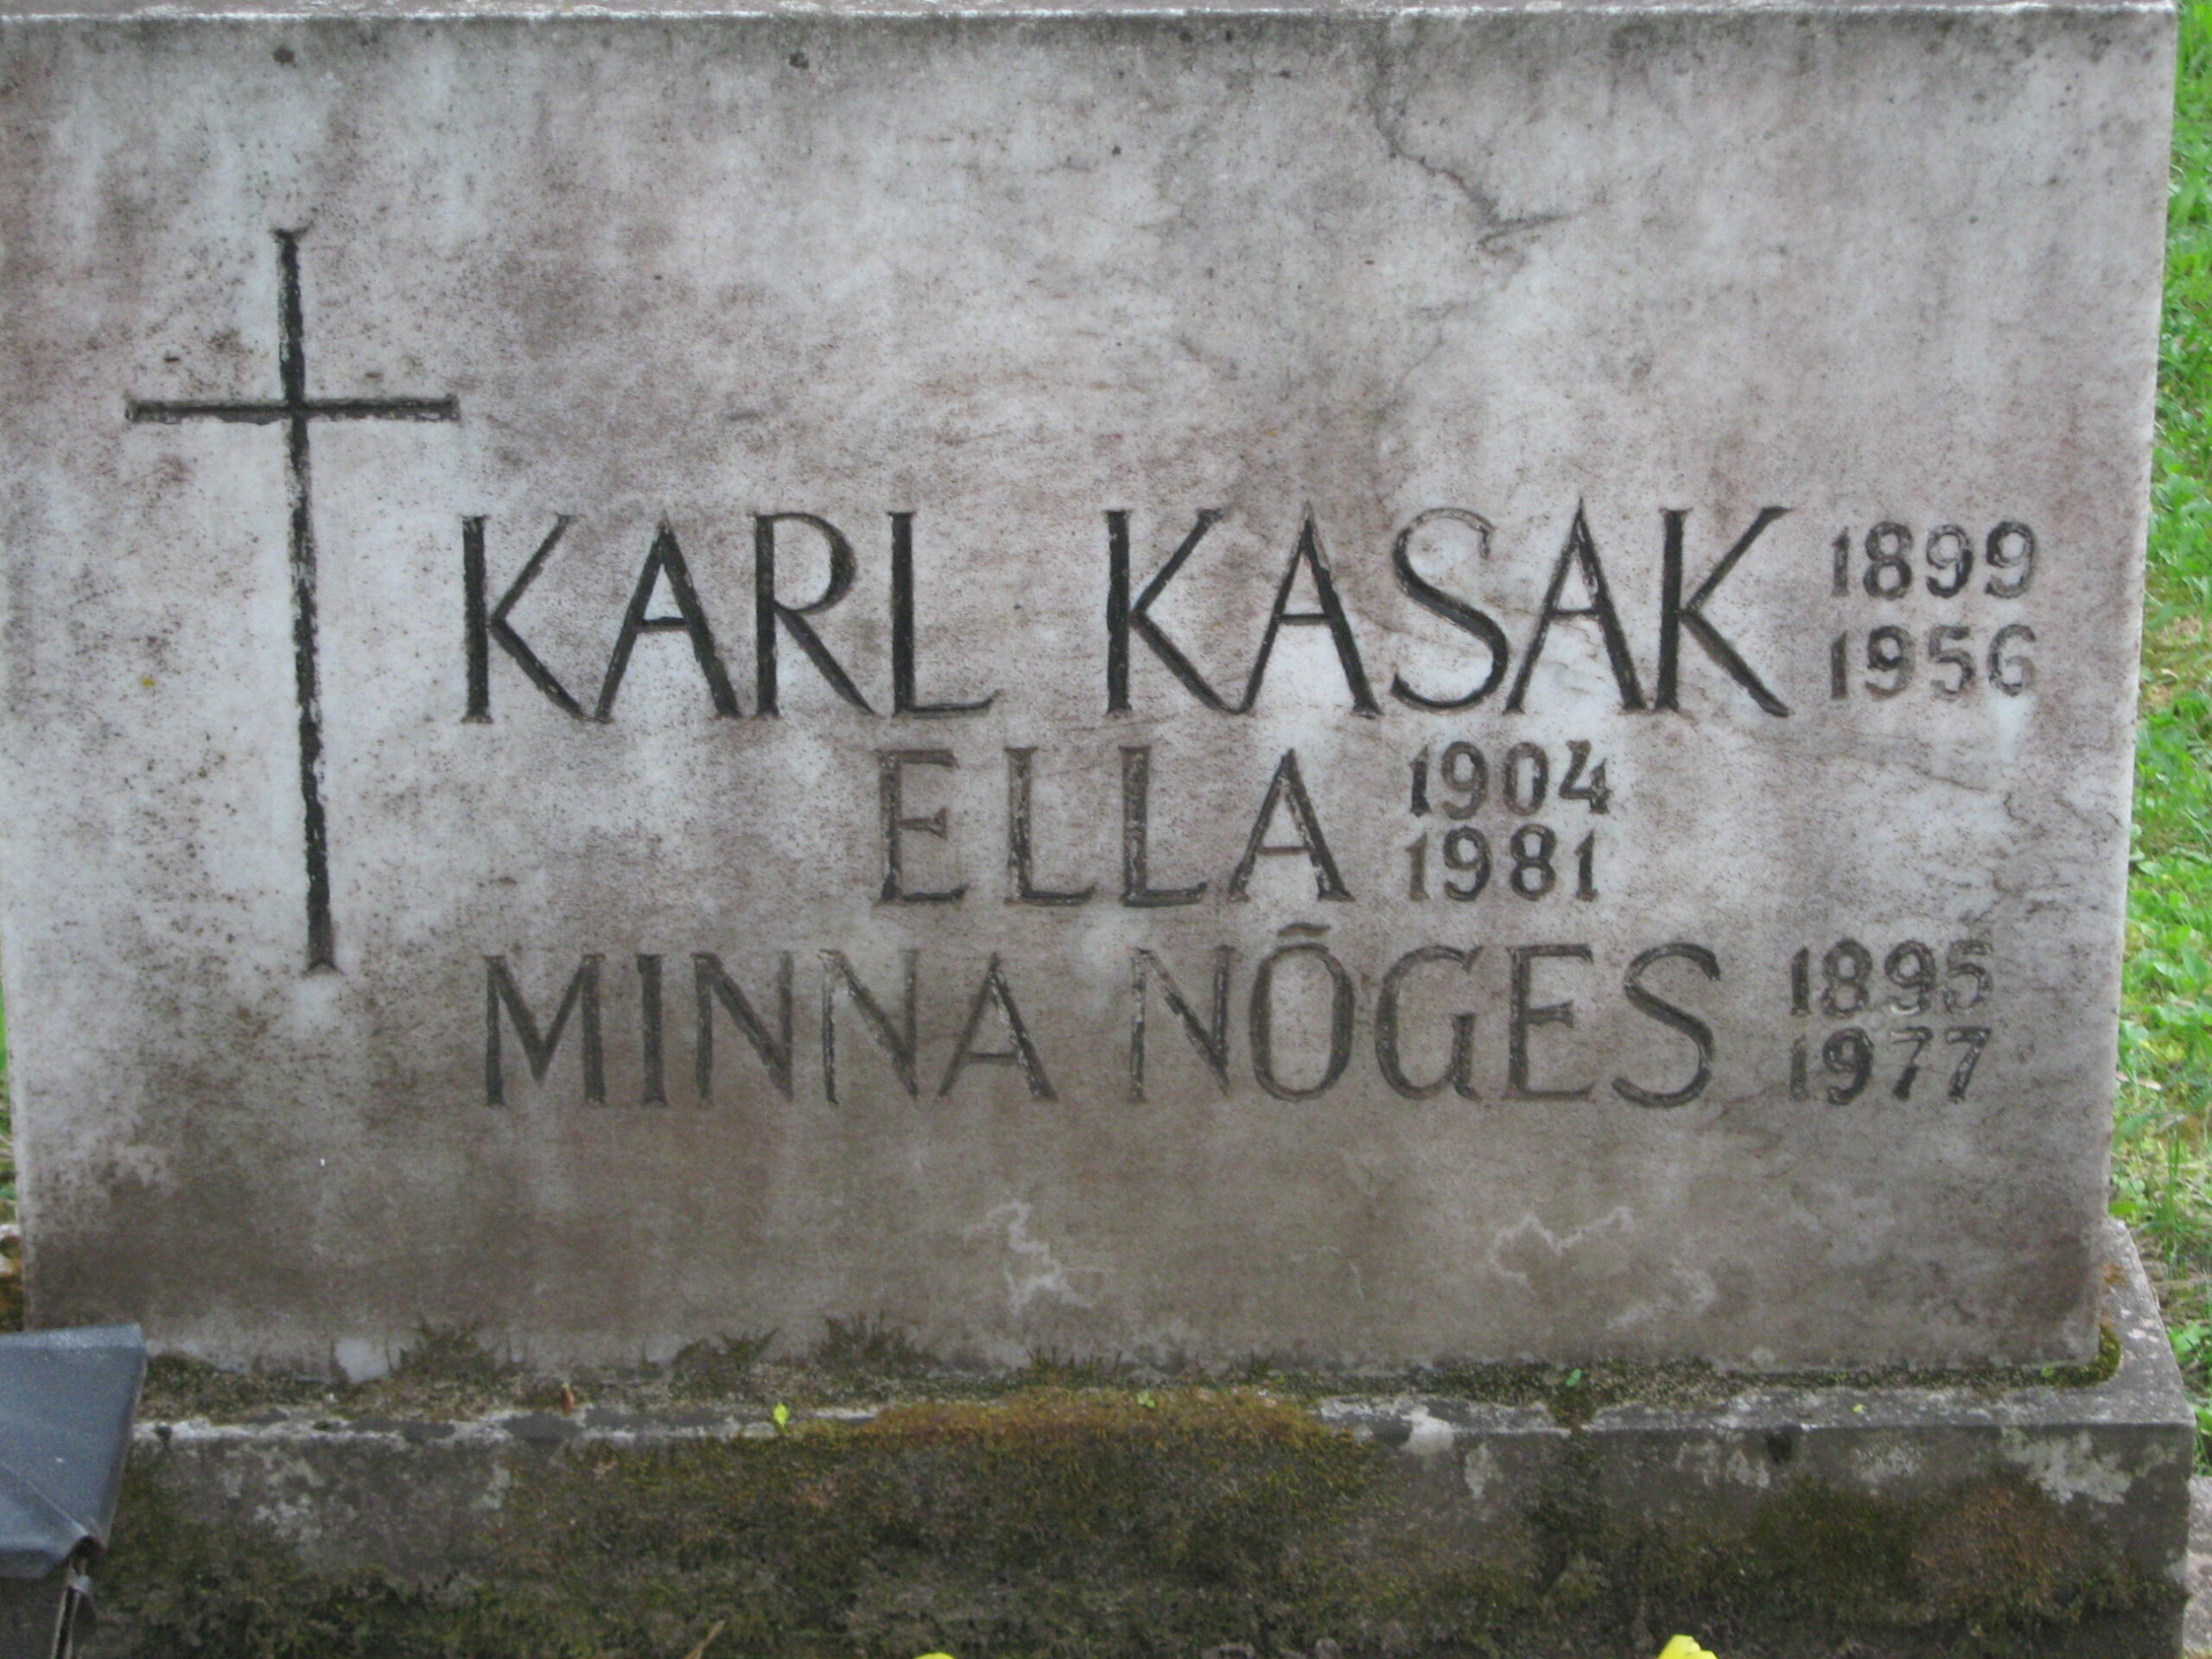 KARL KASAK 1899
1956
ELLA 1904
1981
MINNA NÕGES 1895
1977